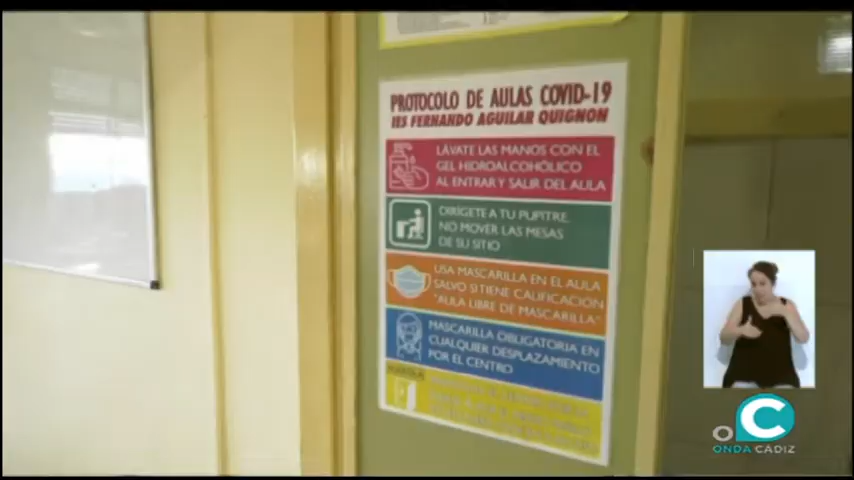 PROTOCOLO DE AULAS COVID-19
IES FERNANDO AGUILAR QUIGNON
LÁVATE LAS MANOS CON EL
GEL HIDROALCOHÓLICO
AL ENTRAR Y SALIR DEL AULA
DIRÍGETE A TU PUPITRE.
NO MOVER LAS MESAS
DE SU SITIO
USA MASCARILLA EN EL AULA
SALVO SI TIENE CALIFICACIÓN
"AULA LIBRE DE MASCARILLA"
MASCARILLA OBLIGATORIA EN
CUALQUIER DESPLAZAMIENTO
POR EL CENTRO
ONDA CÁDIZ